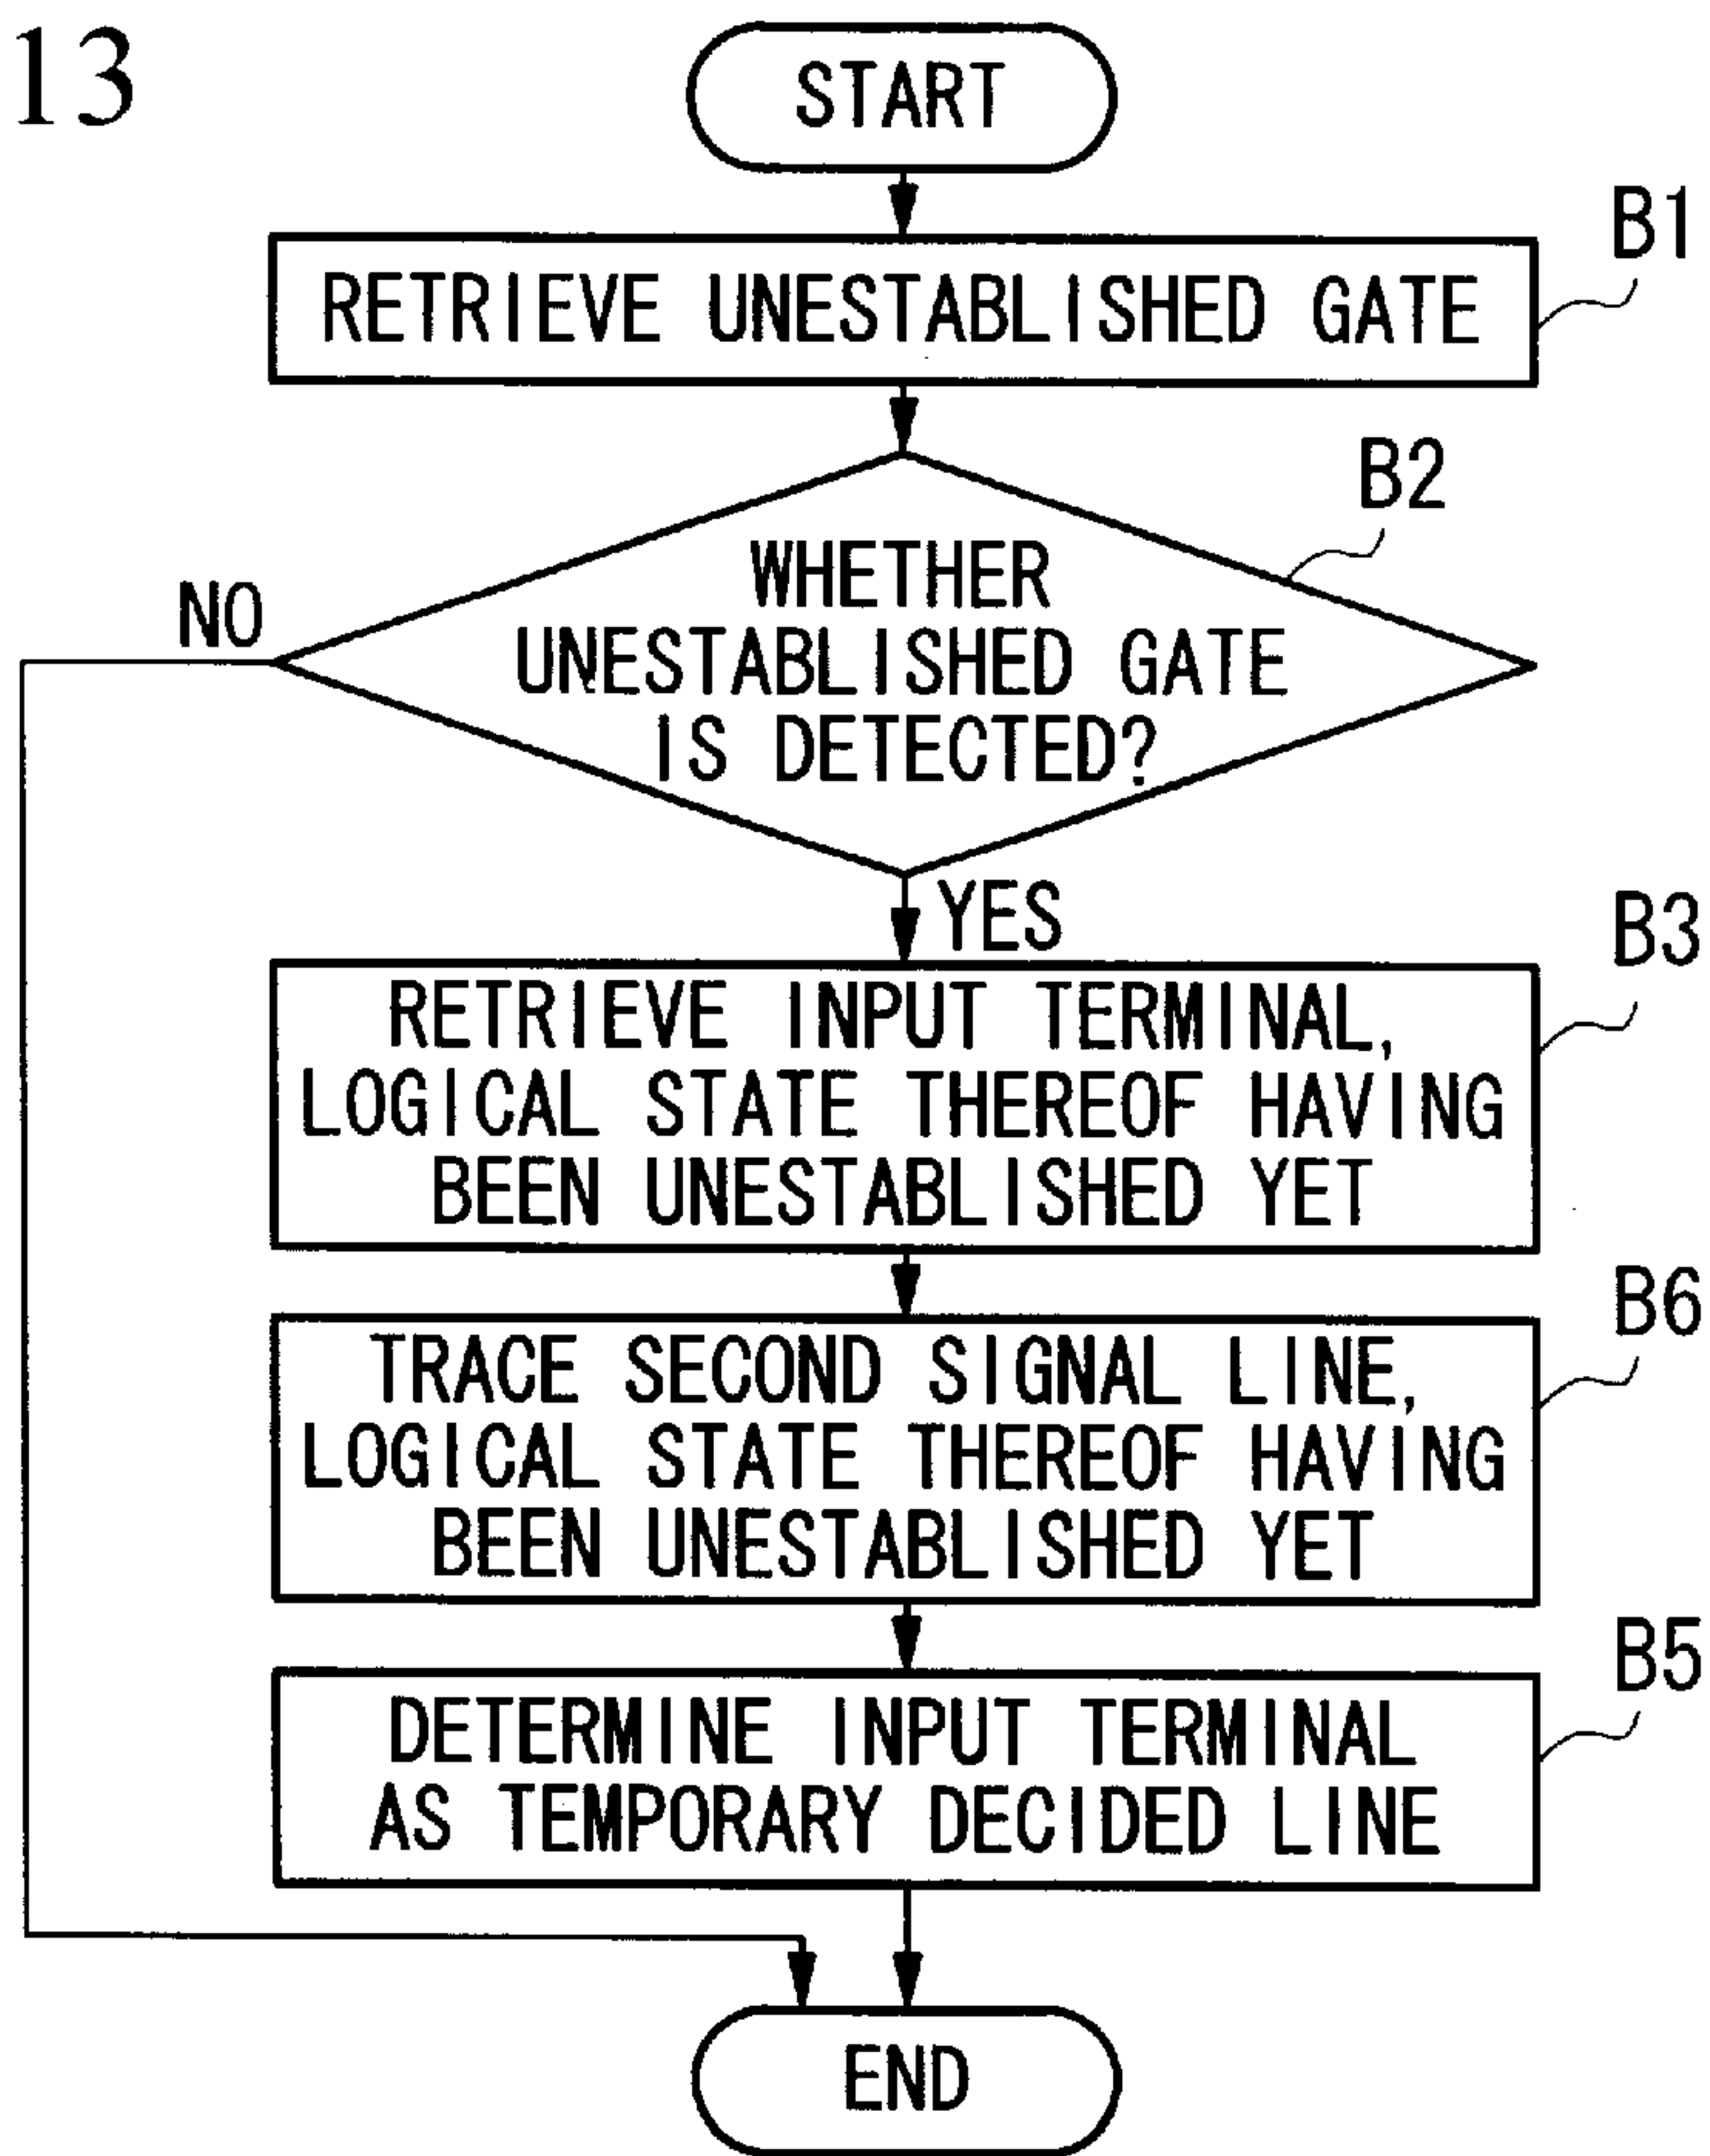 13
START
B1
RETRIEVE UNESTABLISHED GATE
B2
NO
WHETHER
UNESTABLISHED GATE
IS DETECTED?
YES
B3
RETRIEVE INPUT TERMINAL,
LOGICAL STATE THEREOF HAVING
BEEN UNESTABLISHED YET
B6
TRACE SECOND SIGNAL LINE,
LOGICAL STATE THEREOF HAVING
BEEN UNESTABLISHED YET
B5
DETERMINE INPUT TERMINAL
AS TEMPORARY DECIDED LINE
END